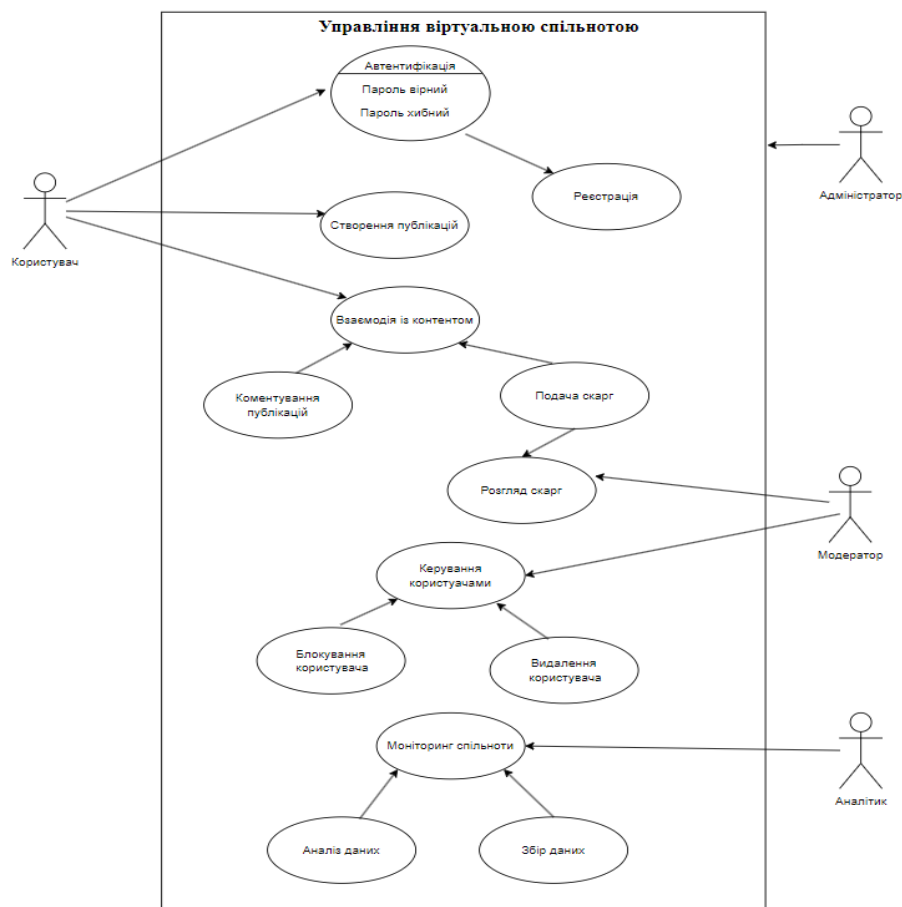 Управління віртуальною спільнотою
Автентифікація
Пароль вірний
Пароль хибний
Реєстрація
Адміністратор
Створення публікацій
Користувач
Взаємодія із контентом
Коментування
публікацій
Подача скарг
Розгляд скарг
Модератор
Керування
користуачами
Блокування
користувача
Видалення
користувача
Моніторинг спільноти
Аналітик
Аналіз даних
Збір даних